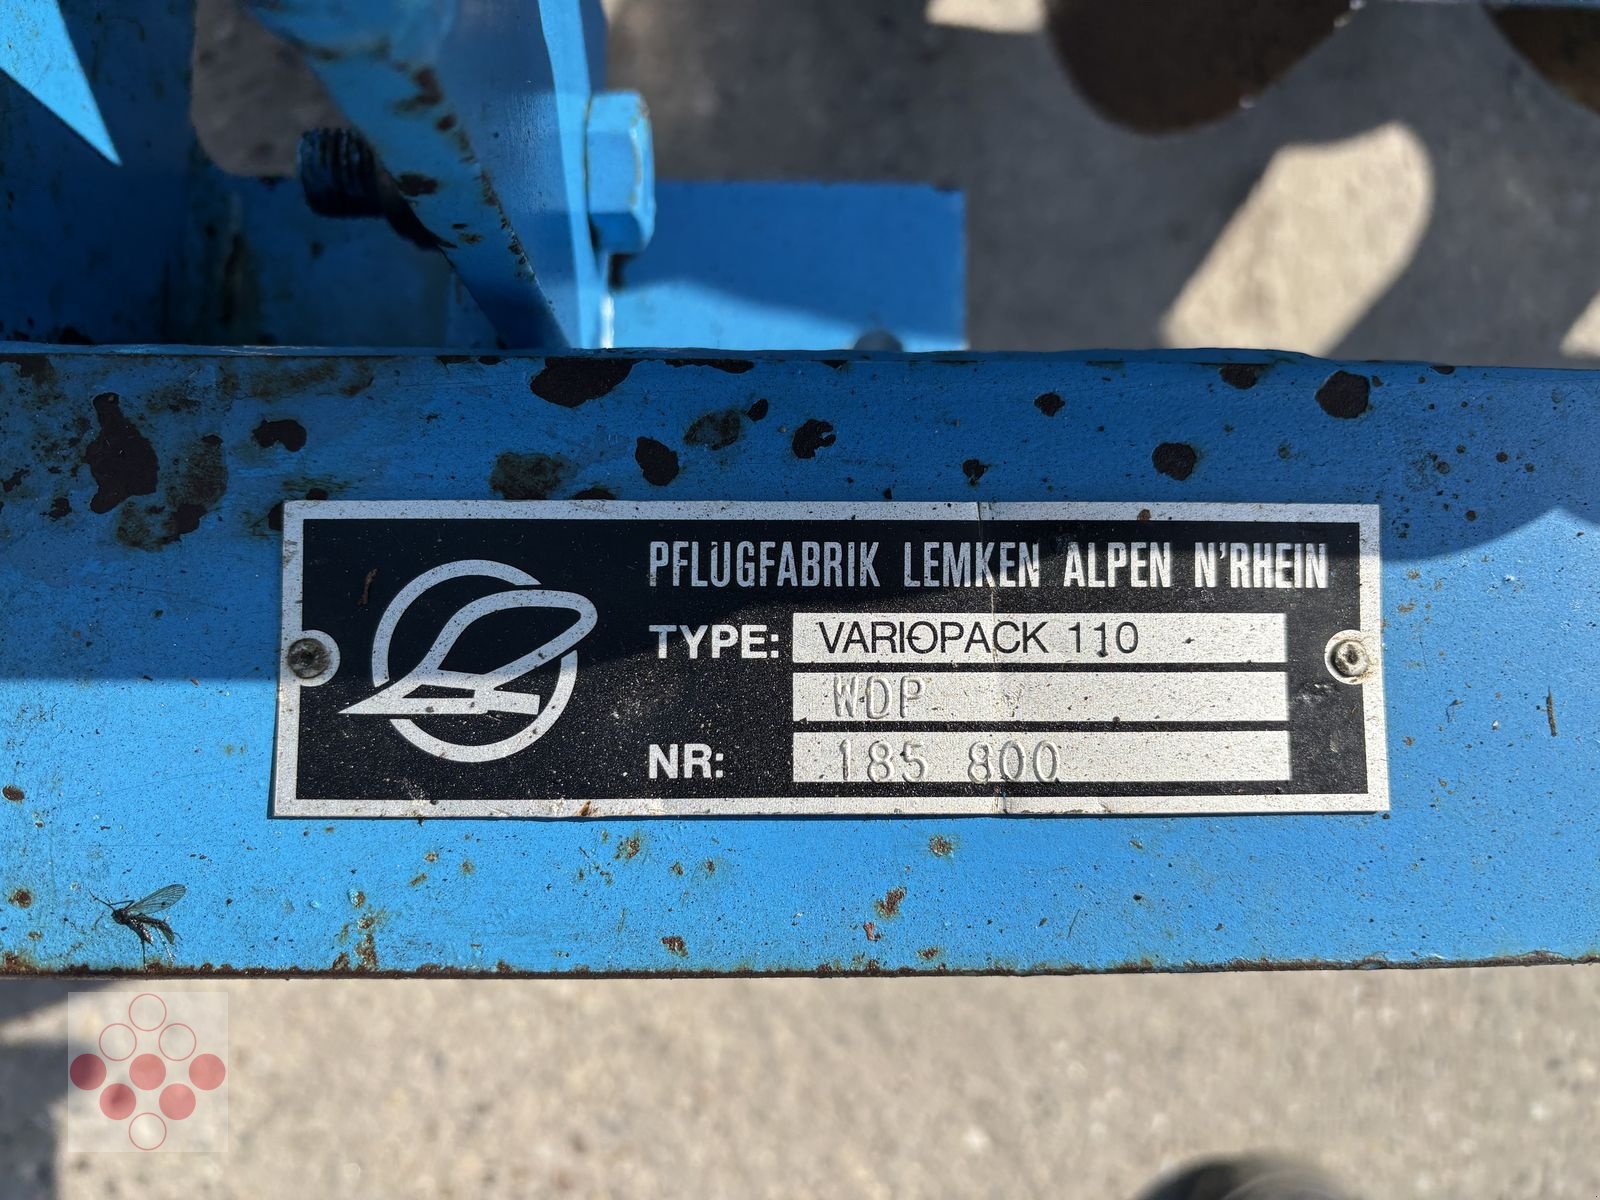 PFLUGFABRIK LEMKEN ALPEN N'RHEIN
TYPE: VARIOPACK 110
WDP
NR: 185 800